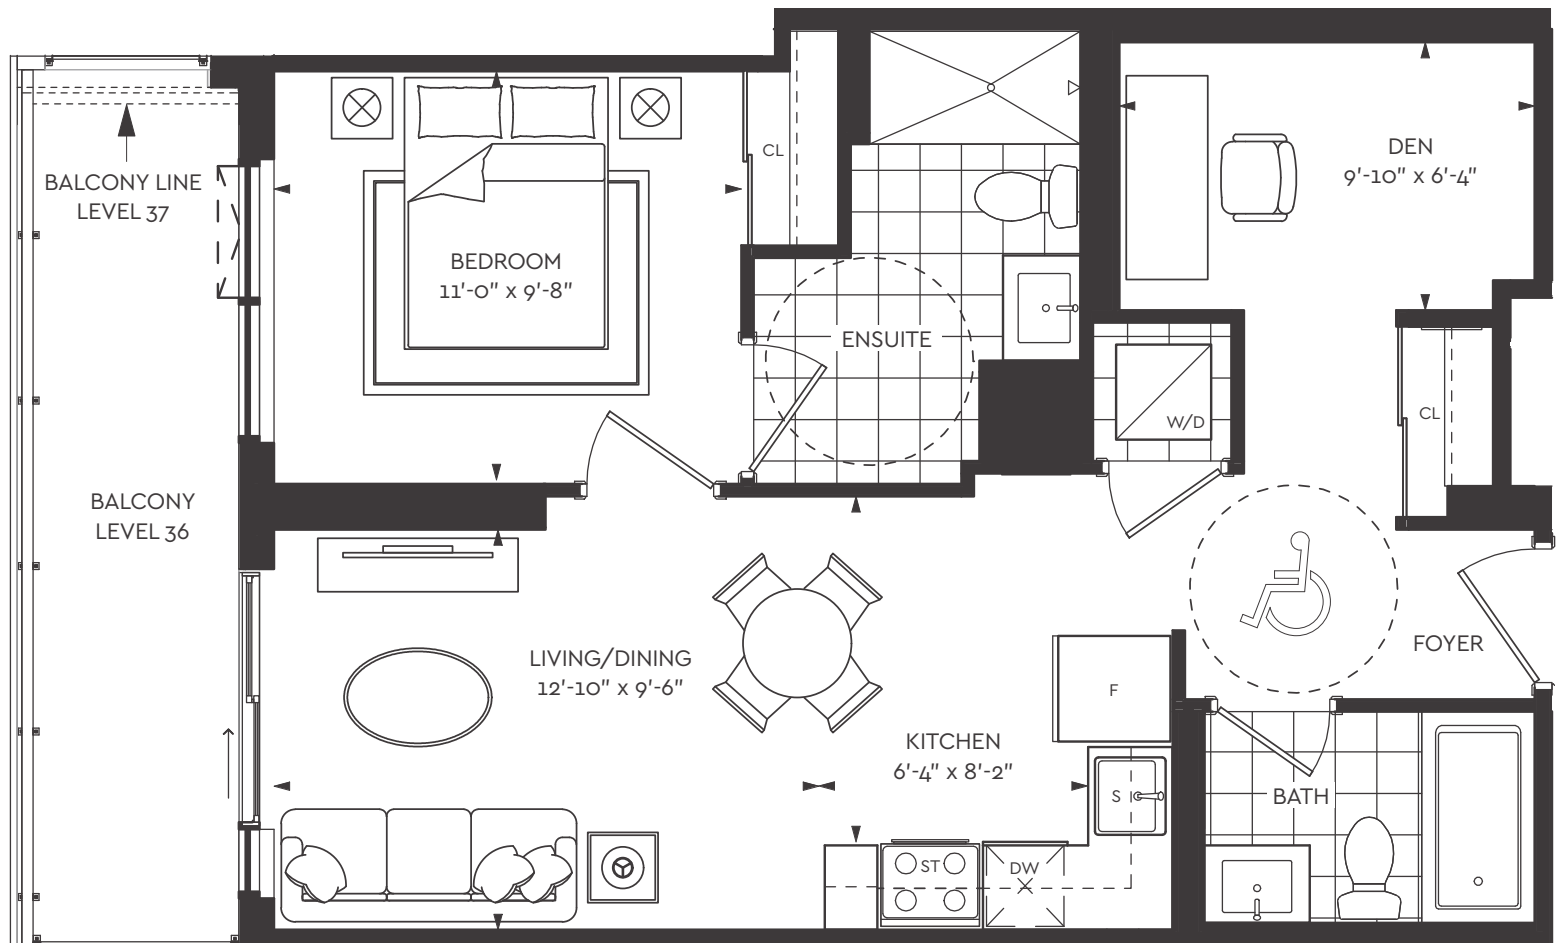 BALCONY LINE
LEVEL 37
BALCONY
LEVEL 36
BEDROOM
11'-0" x 9'-8"
CL
ENSUITE
DEN
9'-10" x 6'-4"
W/D
CL
LIVING/DINING
12'-10" x 9'-6"
KITCHEN
6'-4" x 8'-2"
F
S
ST
DW
FOYER
BATH